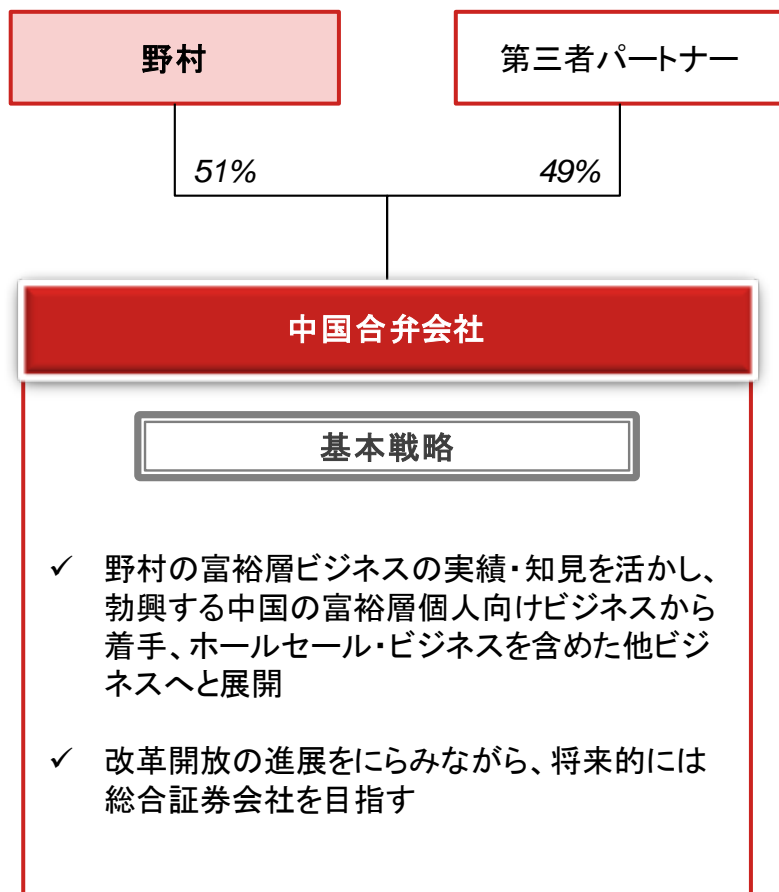 野村
第三者パートナー
51%
49%
中国合弁会社
基本戦略
✓ 野村の富裕層ビジネスの実績・知見を活かし、
勃興する中国の富裕層個人向けビジネスから
着手、ホールセール・ビジネスを含めた他ビジ
ネスへと展開
✓ 改革開放の進展をにらみながら、将来的には
総合証券会社を目指す